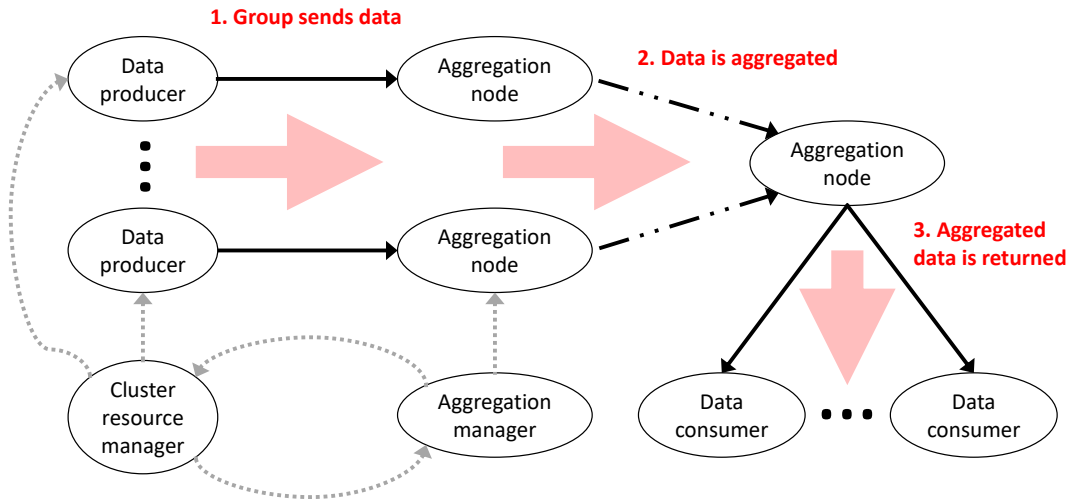 1. Group sends data
Data
producer
Aggregation
node
2. Data is aggregated
Aggregation
node
Data
producer
Aggregation
node
3. Aggregated
data is returned
Cluster
resource
manager
Aggregation
manager
Data
consumer
Data
consumer